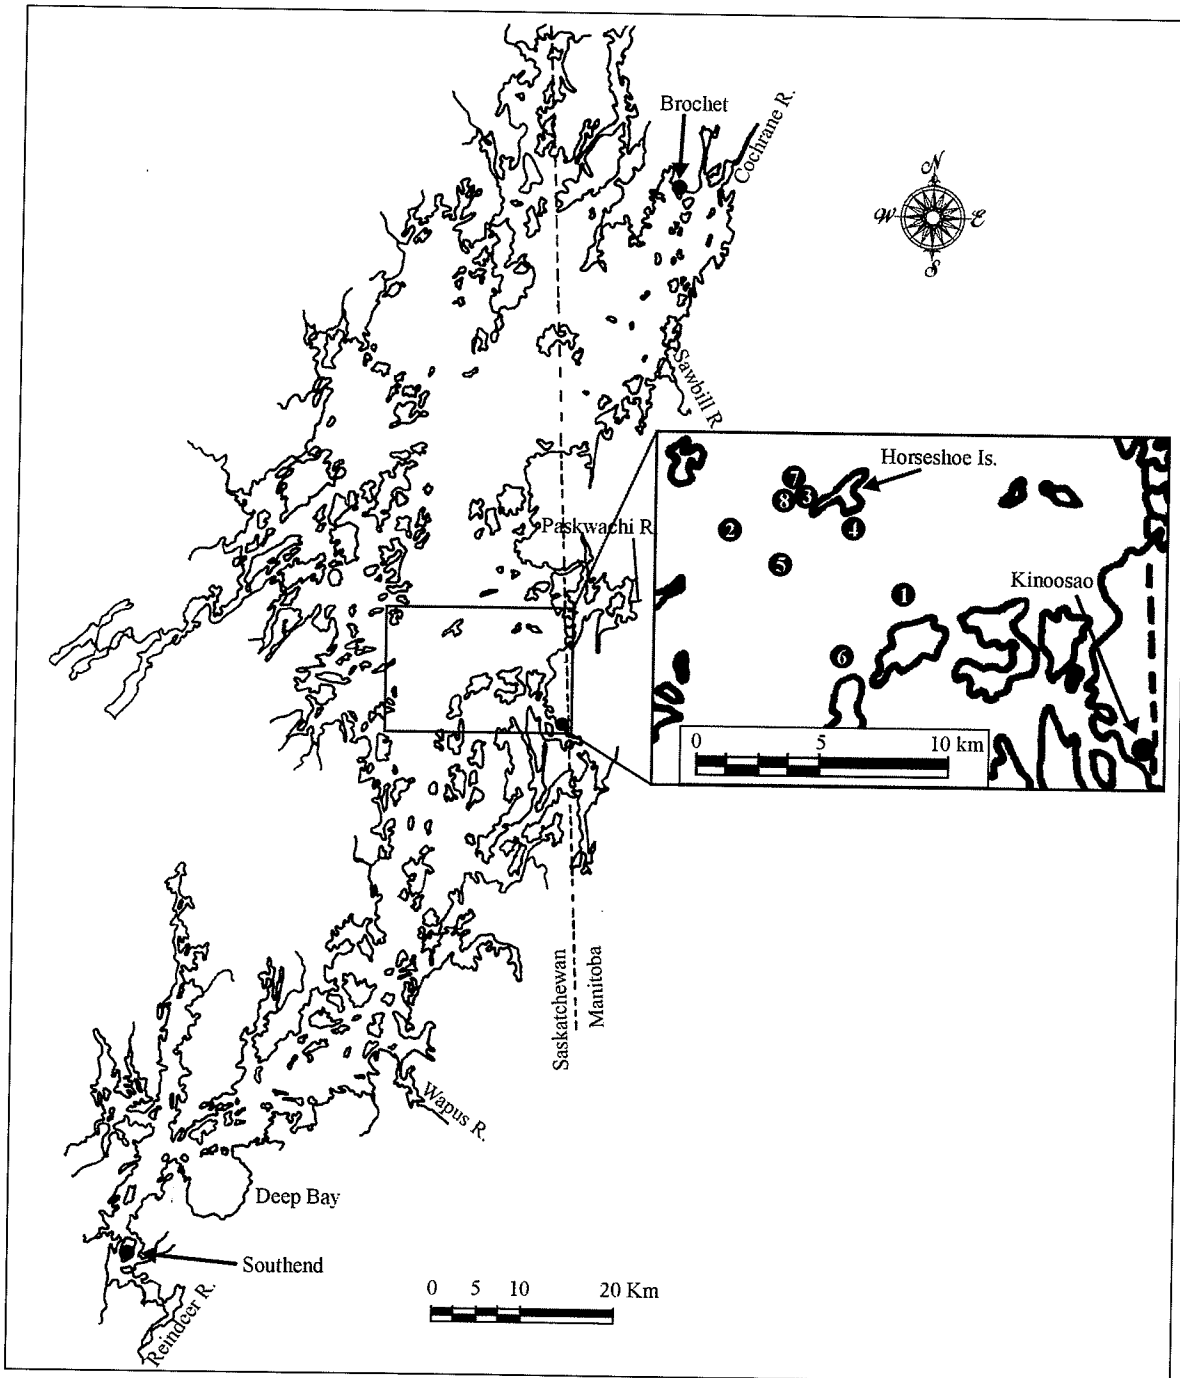 Brochet
Cochrane R.
N
W
E
S
Sawbill R
Horseshoe Is.
7
8
3
2
4
Paskwachi R.
5
Kinoosao
1
6
0
5
10 km
Saskatchewan
Manitoba
Wapus R.
Deep Bay
Southend
Reindeer R.
0
5
10
20 Km